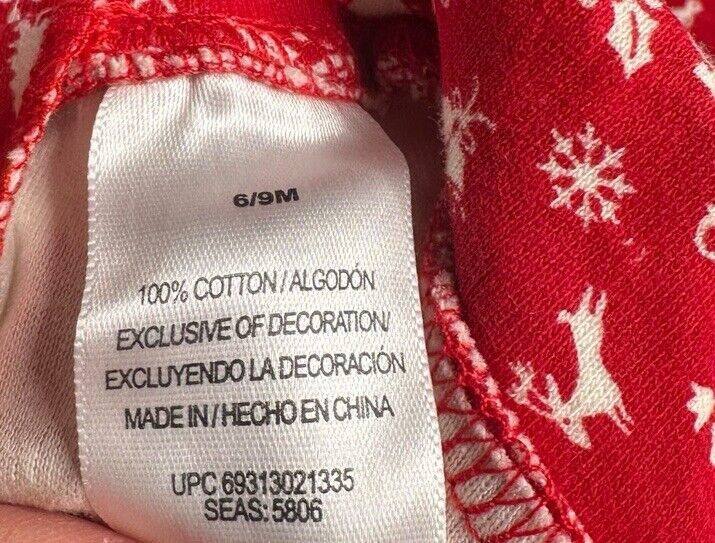 6/9M
100% COTTON/ALGODÓN
EXCLUSIVE OF DECORATION/
EXCLUYENDO LA DECORACIÓN
MADE IN/HECHO EN CHINA
UPC 69313021335
SEAS: 5806